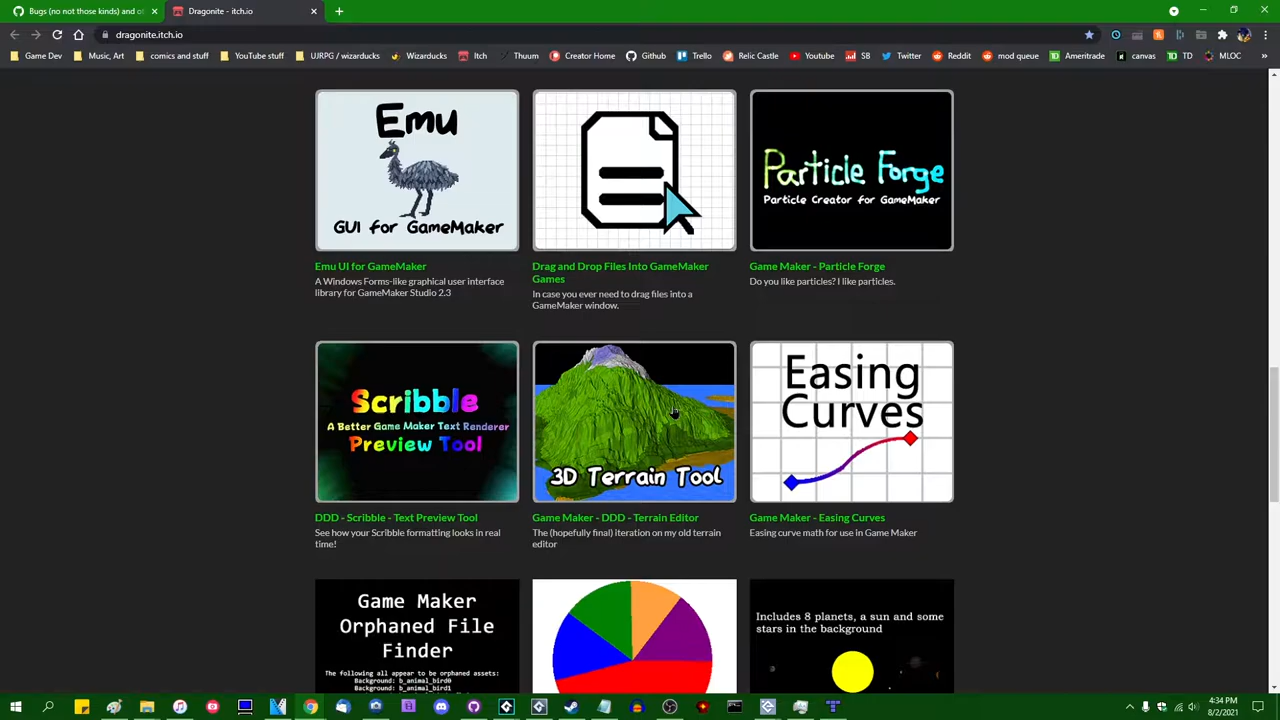 Bugs (no not those kinds) and ot
Dragonite - itch.io
dragonite.itch.io
Game Dev
Music, Art
comics and stuff
YouTube stuff
UJRPG / wizarducks
Wizarducks
Itch
Thuum
Creator Home
Github
Trello
Relic Castle
Youtube
SB
Twitter
Reddit
mod queue
Ameritrade
canvas
TD
MLOC
Emu
GUI for GameMaker
Particle Forge
Particle Creator for GameMaker
Emu UI for GameMaker
A Windows Forms-like graphical user interface
library for GameMaker Studio 2.3
Drag and Drop Files Into GameMaker
Games
In case you ever need to drag files into a
GameMaker window.
Game Maker - Particle Forge
Do you like particles? I like particles.
Scribble
A Better Game Maker Text Renderer
Preview Tool
3D Terrain Tool
Easing
Curves
DDD - Scribble - Text Preview Tool
See how your Scribble formatting looks in real
time!
Game Maker - DDD - Terrain Editor
The (hopefully final) iteration on my old terrain
editor
Game Maker - Easing Curves
Easing curve math for use in Game Maker
Game Maker
Orphaned File
Finder
The following all appear to be orphaned assets:
Background: b_animal_bird0
Background: b_animal_bird1
Includes 8 planets, a sun and some
stars in the background
4:34 PM
8/2/2021